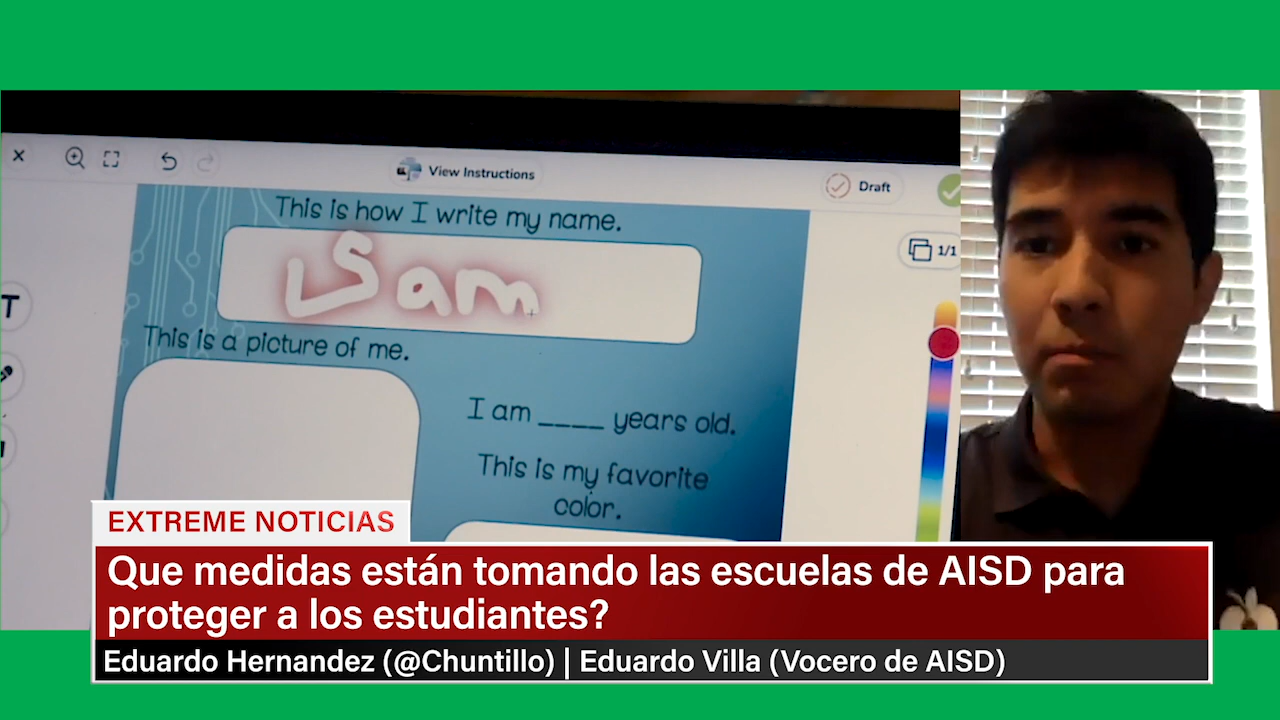 View Instructions
Draft
This is how I write my name.
Sam
1/1
T
This is a picture of me.
I am ____ years old.
This is my favorite
color.
EXTREME NOTICIAS
Que medidas están tomando las escuelas de AISD para
proteger a los estudiantes?
Eduardo Hernandez (@Chuntillo) | Eduardo Villa (Vocero de AISD)